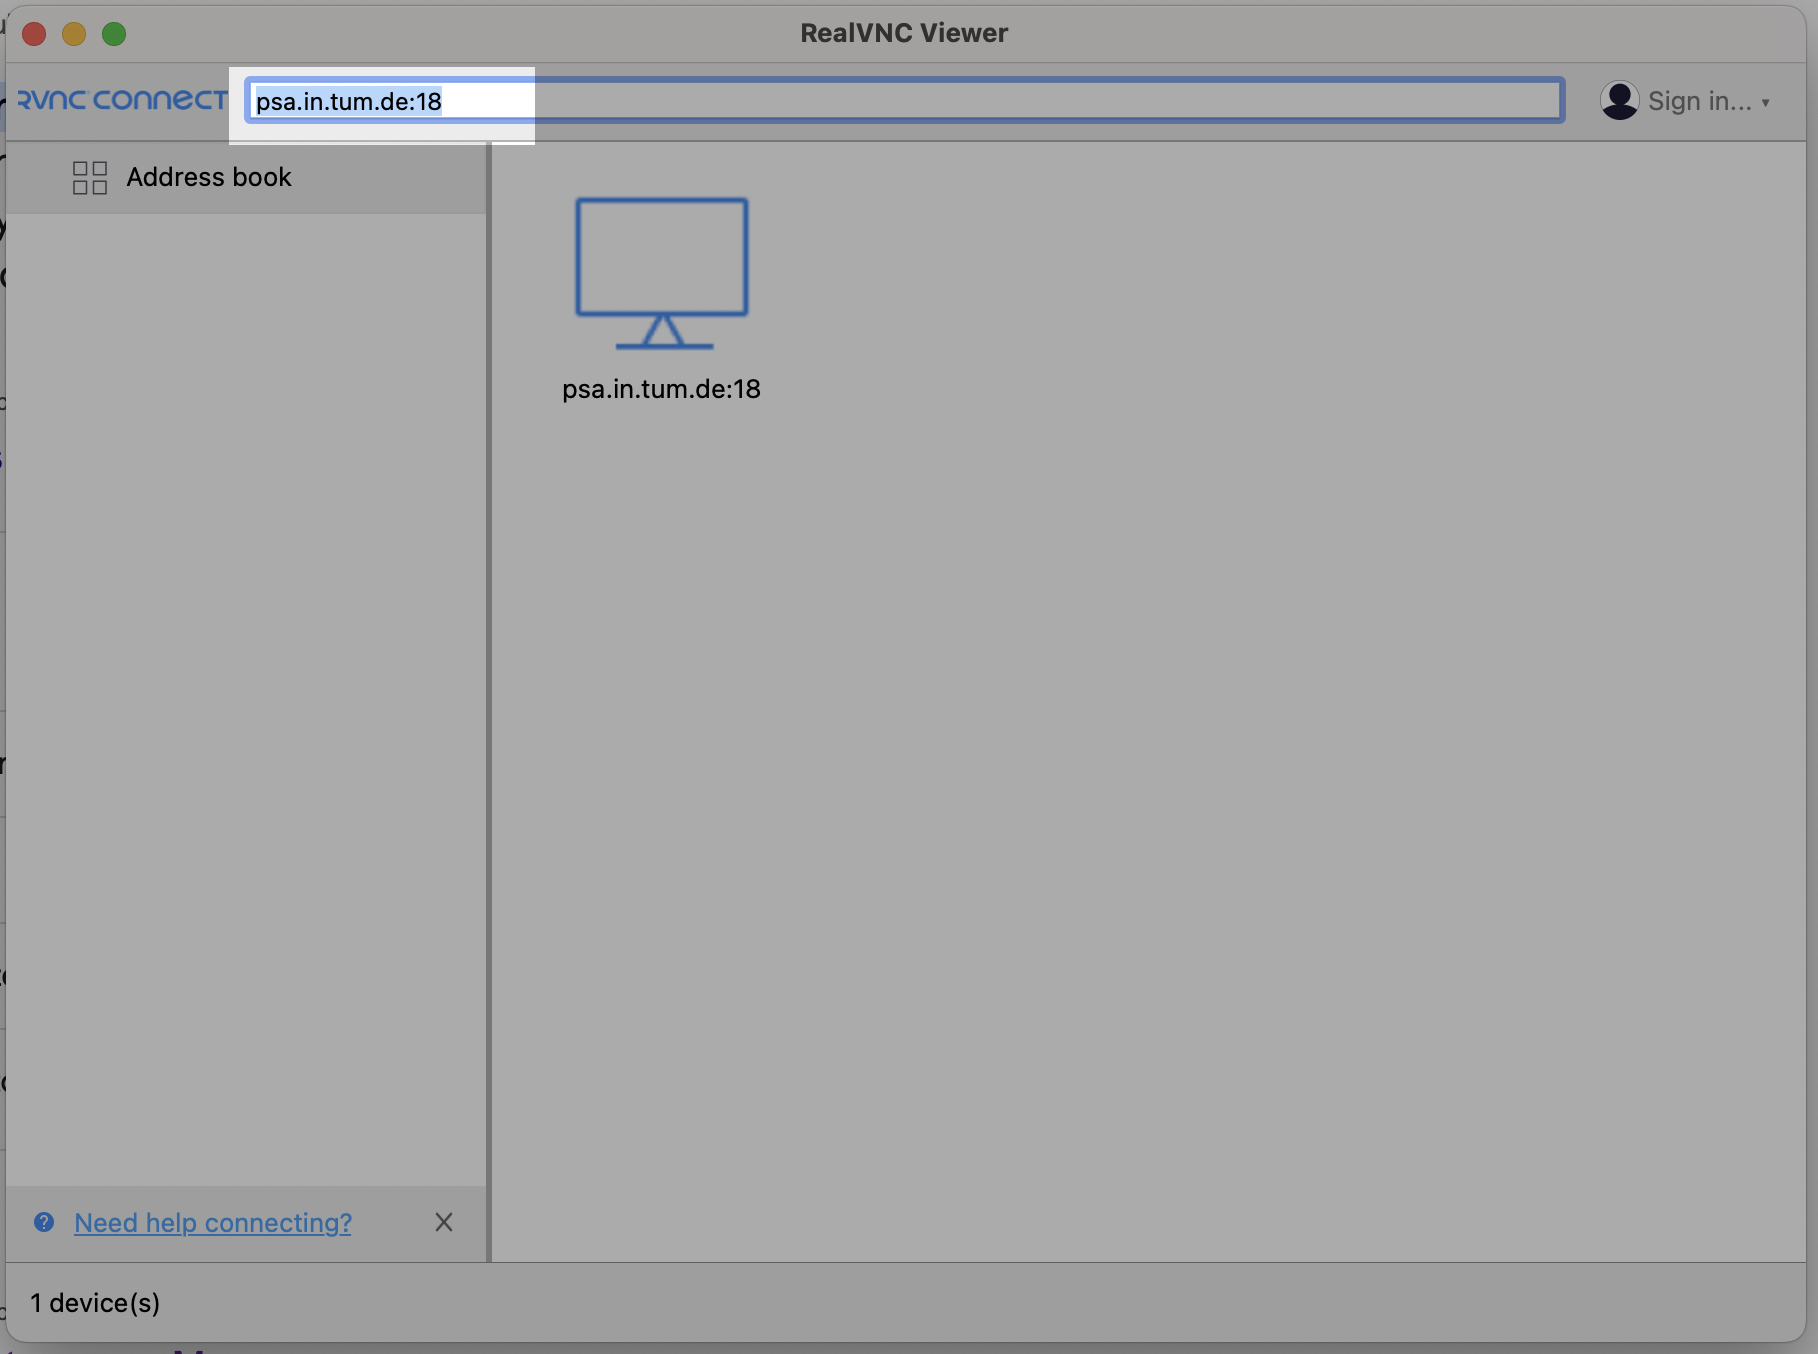 RealVNC Viewer
RVNC CONNECT
psa.in.tum.de:18
Sign in...
Address book
psa.in.tum.de:18
Need help connecting?
1 device(s)